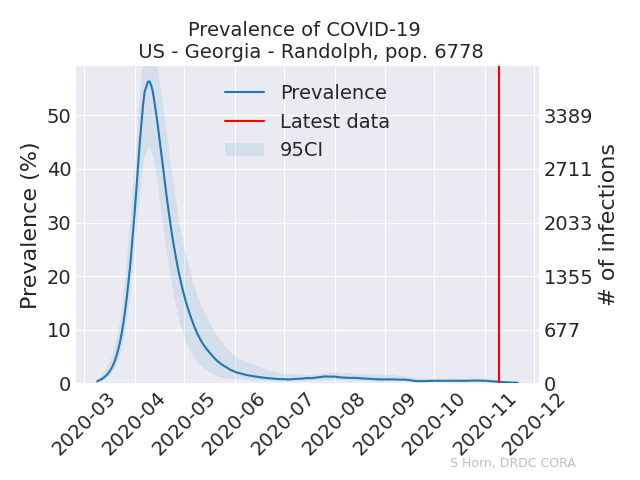 Prevalence of COVID-19
US - Georgia - Randolph, pop. 6778
Prevalence
Latest data
95CI
Prevalence (%)
50
40
30
20
10
0
3389
2711
2033
1355
677
0
# of infections
2020-03
2020-04
2020-05
2020-06
2020-07
2020-08
2020-09
2020-10
2020-11
2020-12
S Horn, DRDC CORA